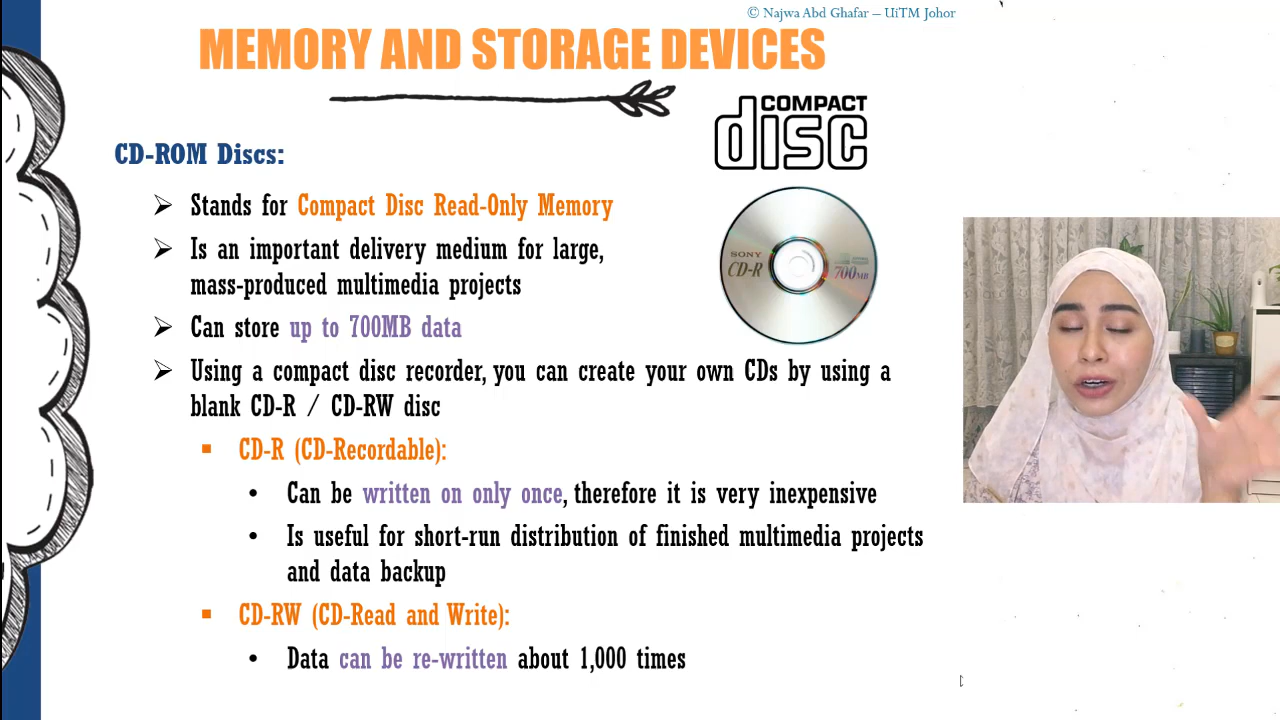 © Najwa Abd Ghafar – UiTM Johor
MEMORY AND STORAGE DEVICES
COMPACT
disc
CD-ROM Discs:
Stands for Compact Disc Read-Only Memory
Is an important delivery medium for large,
mass-produced multimedia projects
SONY
CD-R
700MB
Can store up to 700MB data
Using a compact disc recorder, you can create your own CDs by using a
blank CD-R / CD-RW disc
CD-R (CD-Recordable):
Can be written on only once, therefore it is very inexpensive
Is useful for short-run distribution of finished multimedia projects
and data backup
CD-RW (CD-Read and Write):
Data can be re-written about 1,000 times